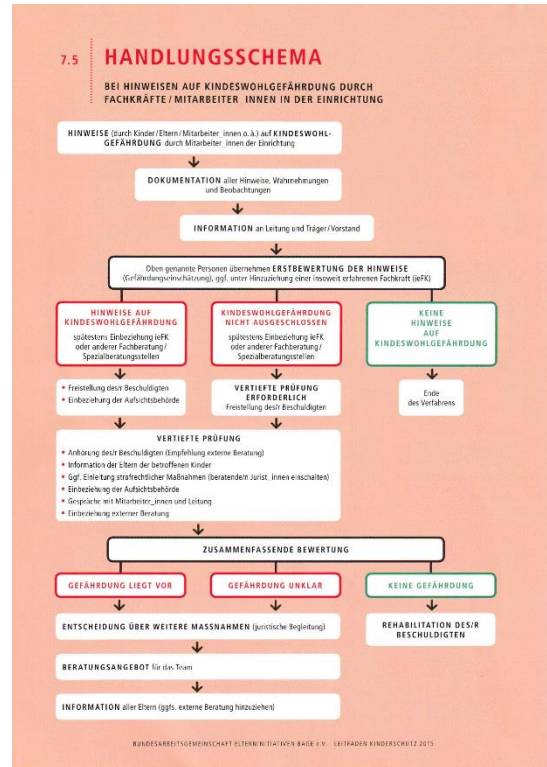 7.5 HANDLUNGSSCHEMA
BEI HINWEISEN AUF KINDESWOHLGEFÄHRDUNG DURCH
FACHKRÄFTE / MITARBEITER INNEN IN DER EINRICHTUNG
HINWEISE (durch Kinder/Eltern/Mitarbeiter_innen o.ä.) auf KINDESWOHL-
GEFÄHRDUNG durch Mitarbeiter_innen der Einrichtung
DOKUMENTATION aller Hinweise, Wahrnehmungen
und Beobachtungen
INFORMATION an Leitung und Träger/Vorstand
Oben genannte Personen übernehmen ERSTBEWERTUNG DER HINWEISE
(Gefährdungseinschätzung), ggf. unter Hinzuziehung einer insoweit erfahrenen Fachkraft (ieFK)
HINWEISE AUF
KINDESWOHLGEFÄHRDUNG
spätestens Einbeziehung ieFK
oder anderer Fachberatung/
Spezialberatungsstellen
KINDESWOHLGEFÄHRDUNG
NICHT AUSGESCHLOSSEN
spätestens Einbeziehung ieFK
oder anderer Fachberatung/
Spezialberatungsstellen
KEINE
HINWEISE
AUF
KINDESWOHLGEFÄHRDUNG
• Freistellung des/r Beschuldigten
• Einbeziehung der Aufsichtsbehörde
VERTIEFTE PRÜFUNG
ERFORDERLICH
Freistellung des/r Beschuldigten
Ende
des Verfahrens
VERTIEFTE PRÜFUNG
• Anhörung des/r Beschuldigten (Empfehlung externe Beratung)
• Information der Eltern der betroffenen Kinder
• Ggf. Einleitung strafrechtlicher Maßnahmen (beratende/n Jurist_innen einschalten)
• Einbeziehung der Aufsichtsbehörde
• Gespräche mit Mitarbeiter_innen und Leitung
• Einbeziehung externer Beratung
ZUSAMMENFASSENDE BEWERTUNG
GEFÄHRDUNG LIEGT VOR
GEFÄHRDUNG UNKLAR
KEINE GEFÄHRDUNG
ENTSCHEIDUNG ÜBER WEITERE MASSNAHMEN (juristische Begleitung)
REHABILITATION DES/R
BESCHULDIGTEN
BERATUNGSANGEBOT für das Team
INFORMATION aller Eltern (ggfs. externe Beratung hinzuziehen)
BUNDESARBEITSGEMEINSCHAFT ELTERNINITIATIVEN BAGE e.V. LEITFADEN KINDERSCHUTZ 2015